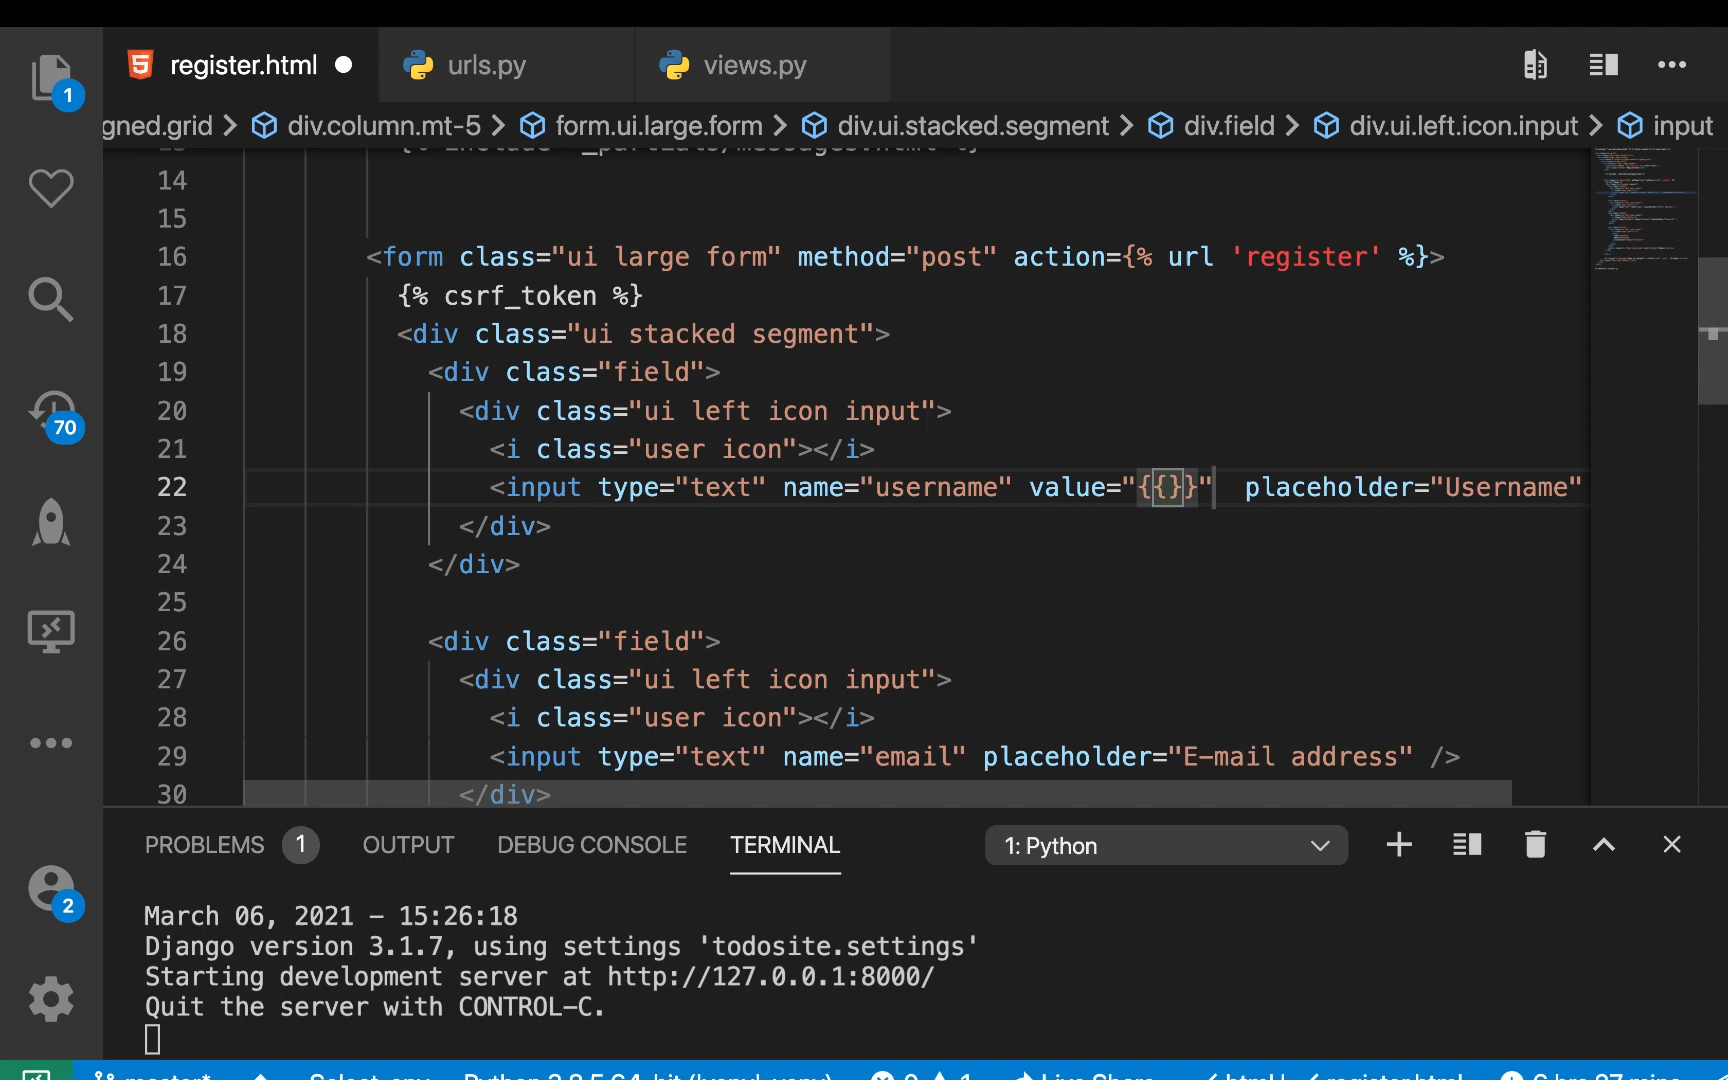 register.html
urls.py
views.py
gned.grid > div.column.mt-5 > form.ui.large.form > div.ui.stacked.segment > div.field > div.ui.left.icon.input > input
1
14
15
16 <form class="ui large form" method="post" action={% url 'register' %}>
17 {% csrf_token %}
18 <div class="ui stacked segment">
19 <div class="field">
20 <div class="ui left icon input">
21 <i class="user icon"></i>
22 <input type="text" name="username" value="{{}}" placeholder="Username"
23 </div>
24 </div>
25
26 <div class="field">
27 <div class="ui left icon input">
28 <i class="user icon"></i>
29 <input type="text" name="email" placeholder="E-mail address" />
30 </div>
70
2
PROBLEMS 1 OUTPUT DEBUG CONSOLE TERMINAL 1: Python
March 06, 2021 - 15:26:18
Django version 3.1.7, using settings 'todosite.settings'
Starting development server at http://127.0.0.1:8000/
Quit the server with CONTROL-C.